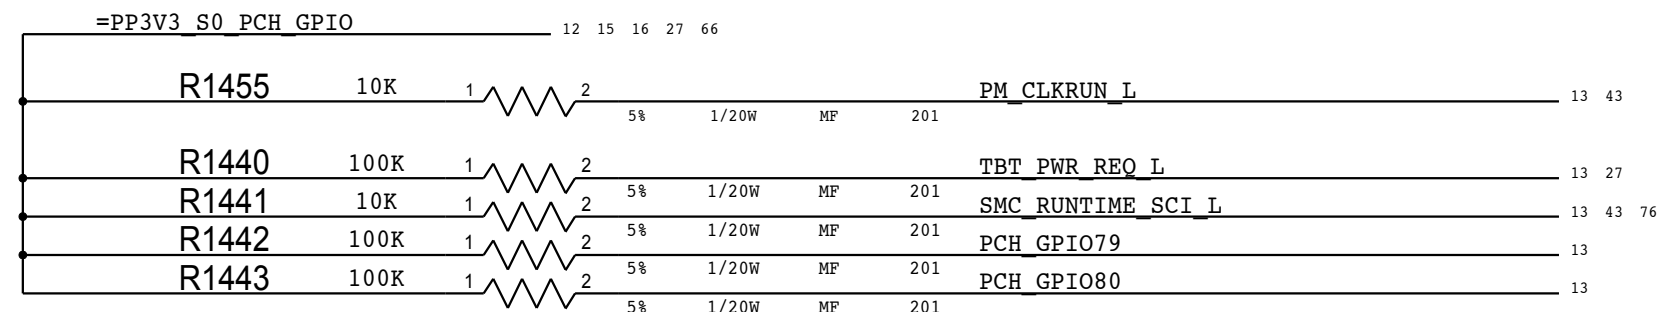 =PP3V3_S0_PCH_GPIO 12 15 16 27 66
R1455 10K 1 2 PM_CLKRUN_L 13 43
5% 1/20W MF 201
R1440 100K 1 2 TBT_PWR_REQ_L 13 27
5% 1/20W MF 201
R1441 10K 1 2 SMC_RUNTIME_SCI_L 13 43 76
5% 1/20W MF 201
R1442 100K 1 2 PCH_GPIO79 13
5% 1/20W MF 201
R1443 100K 1 2 PCH_GPIO80 13
5% 1/20W MF 201